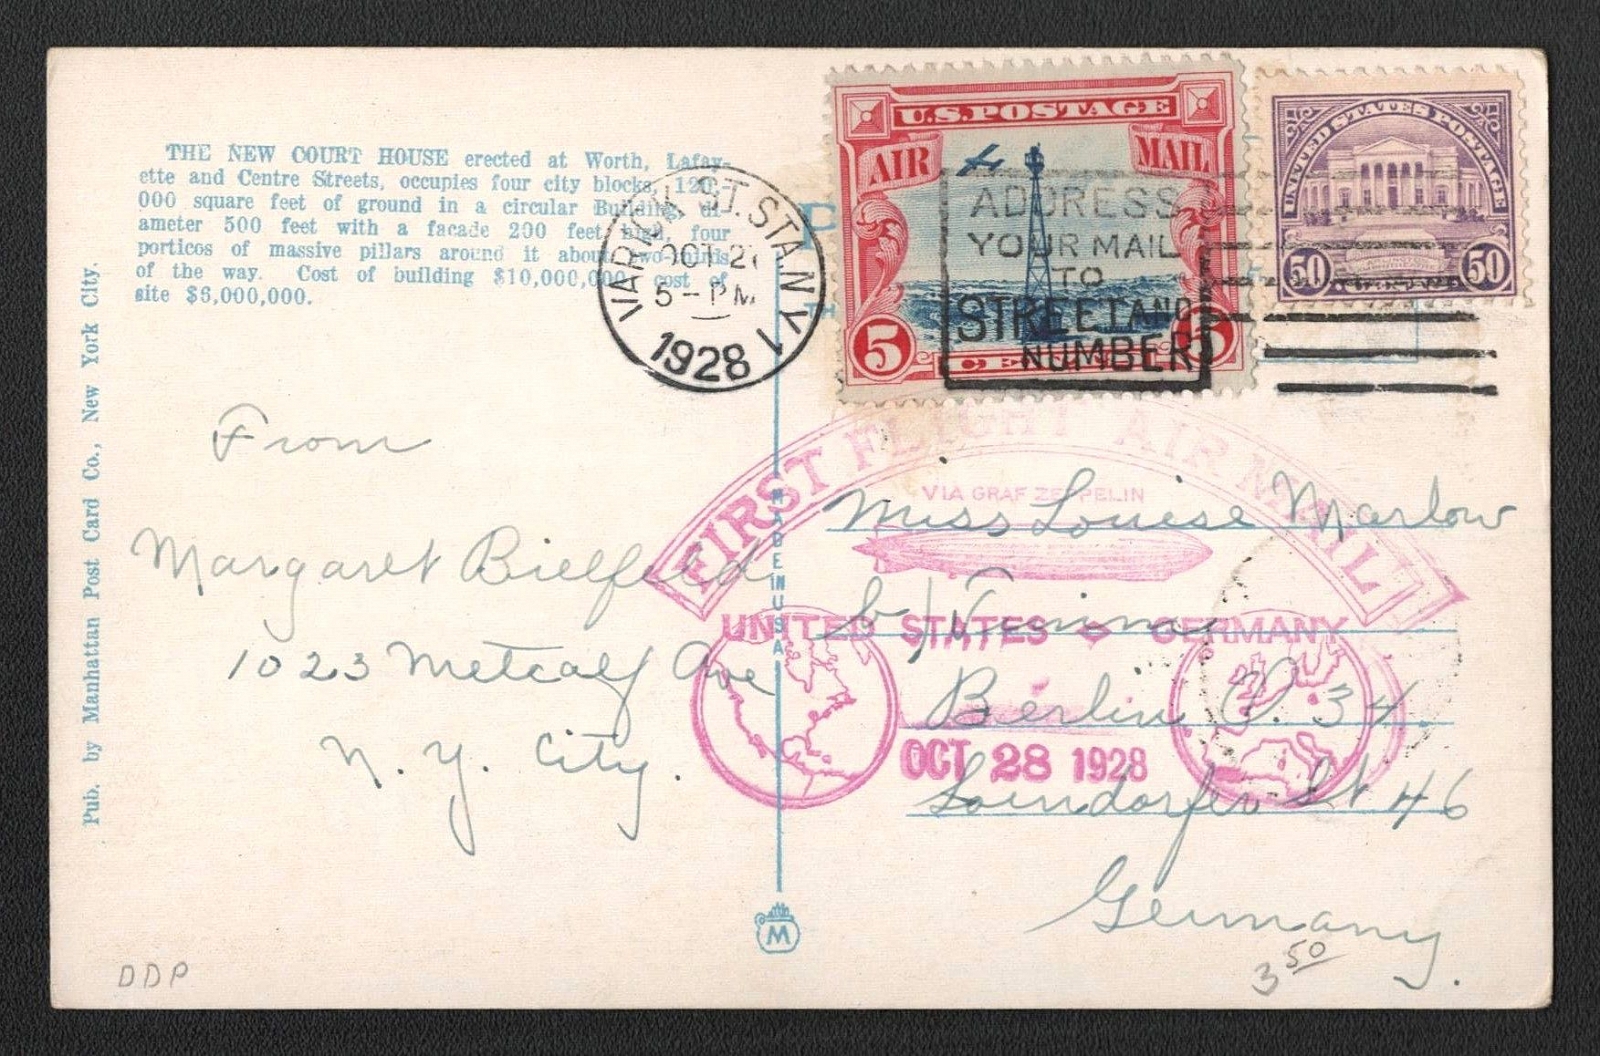 THE NEW COURT HOUSE erected at Worth, Lafay-
ette and Centre Streets, occupies four city blocks, 120,-
000 square feet of ground in a circular Building di-
ameter 500 feet with a facade 200 feet high, four
porticos of massive pillars around it about two-thirds
of the way. Cost of building $10,000,000 cost of
site $6,000,000.
Pub. by Manhattan Post Card Co., New York City.
VARICK ST. STA. N.Y.
OCT 2
5-PM
1928
U.S. POSTAGE
AIR MAIL
5 CENTS 5
UNITED STATES POSTAGE
50 50
ADDRESS
YOUR MAIL
TO
STREET AND
NUMBER
FIRST FLIGHT AIR MAIL
VIA GRAF ZEPPELIN
UNITED STATES GERMANY
OCT 28 1928
MADE IN U.S.A
M
From
Margaret Bielfeld
1023 Metcalf Ave
N. Y. City.
Miss Louise Marlow
Berlin O. 34
46
Germany.
DDP
3 50